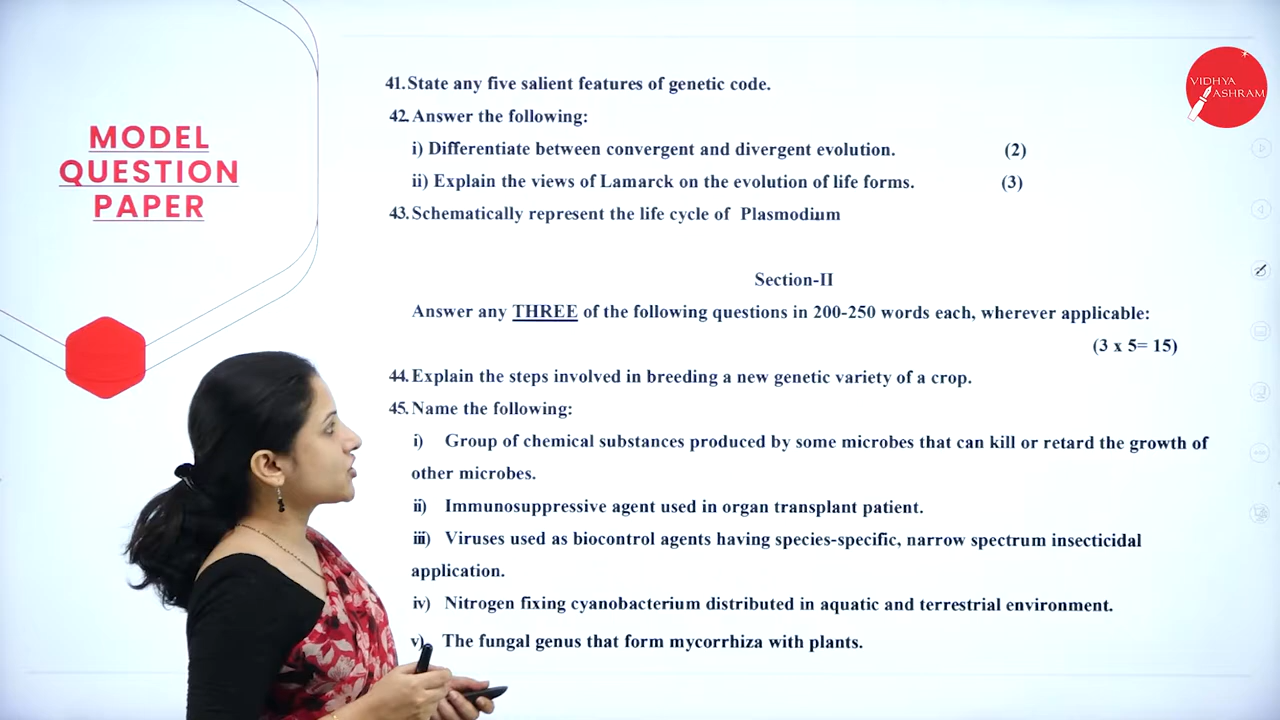 MODEL
QUESTION
PAPER
VIDHYA
ASHRAM
41. State any five salient features of genetic code.
42. Answer the following:
i) Differentiate between convergent and divergent evolution. (2)
ii) Explain the views of Lamarck on the evolution of life forms. (3)
43. Schematically represent the life cycle of Plasmodium
Section-II
Answer any THREE of the following questions in 200-250 words each, wherever applicable:
(3 x 5= 15)
44. Explain the steps involved in breeding a new genetic variety of a crop.
45. Name the following:
i) Group of chemical substances produced by some microbes that can kill or retard the growth of
other microbes.
ii) Immunosuppressive agent used in organ transplant patient.
iii) Viruses used as biocontrol agents having species-specific, narrow spectrum insecticidal
application.
iv) Nitrogen fixing cyanobacterium distributed in aquatic and terrestrial environment.
v) The fungal genus that form mycorrhiza with plants.